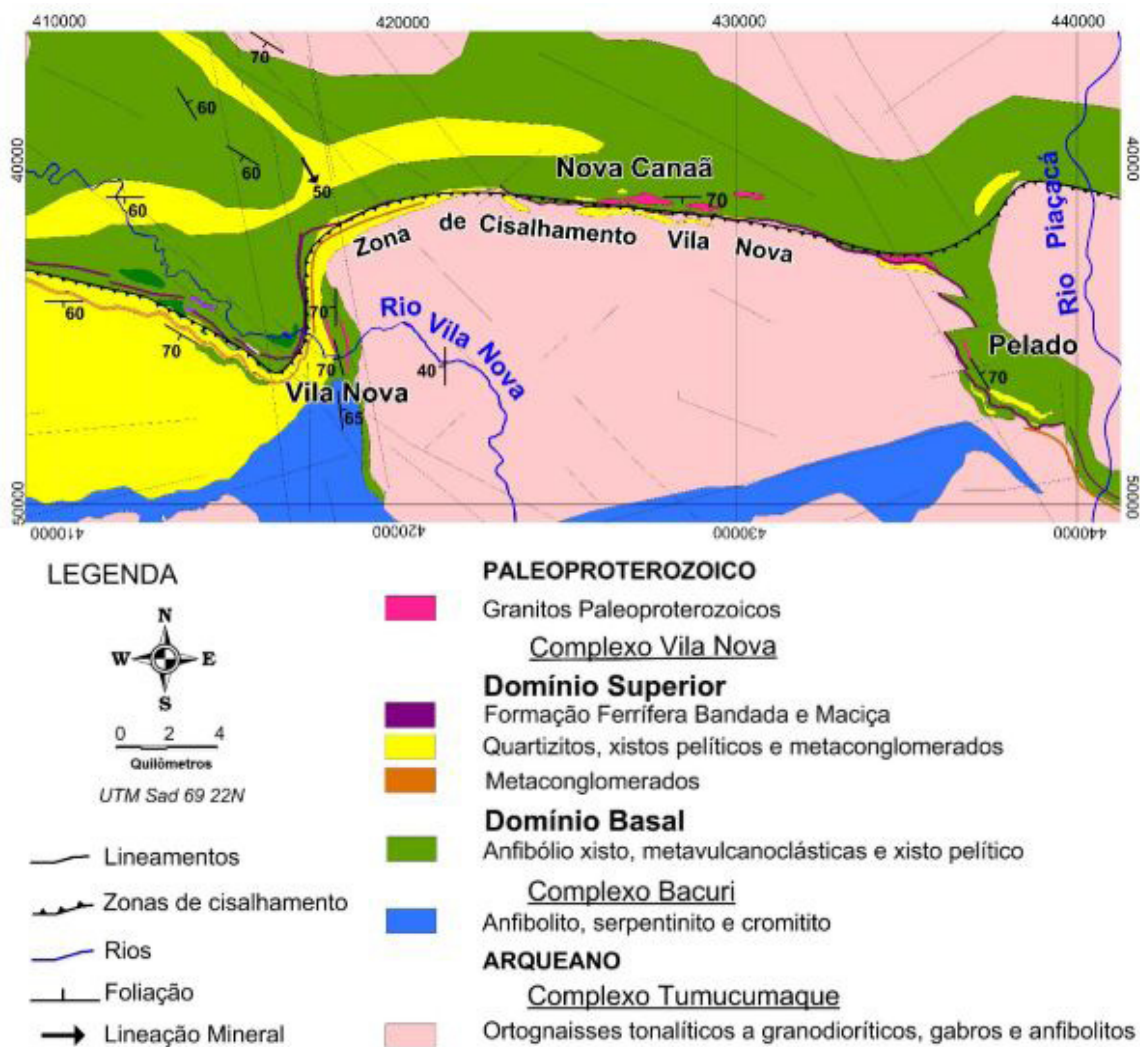 410000
420000
430000
440000
70
60
40000
40000
60
50
Nova Canaã
70
60
Zona de Cisalhamento Vila Nova
Rio Piaçacá
60
70
70
Rio Vila Nova
Pelado
70
40
70
Vila Nova
65
50000
50000
410000
420000
430000
440000
LEGENDA
N
W
E
S
0 2 4
Quilômetros
UTM Sad 69 22N
Lineamentos
Zonas de cisalhamento
Rios
Foliação
Lineação Mineral
PALEOPROTEROZOICO
Granitos Paleoproterozoicos
Complexo Vila Nova
Domínio Superior
Formação Ferrífera Bandada e Maciça
Quartizitos, xistos pelíticos e metaconglomerados
Metaconglomerados
Domínio Basal
Anfibólio xisto, metavulcanoclásticas e xisto pelítico
Complexo Bacuri
Anfibolito, serpentinito e cromitito
ARQUEANO
Complexo Tumucumaque
Ortognaisses tonalíticos a granodioríticos, gabros e anfibolitos